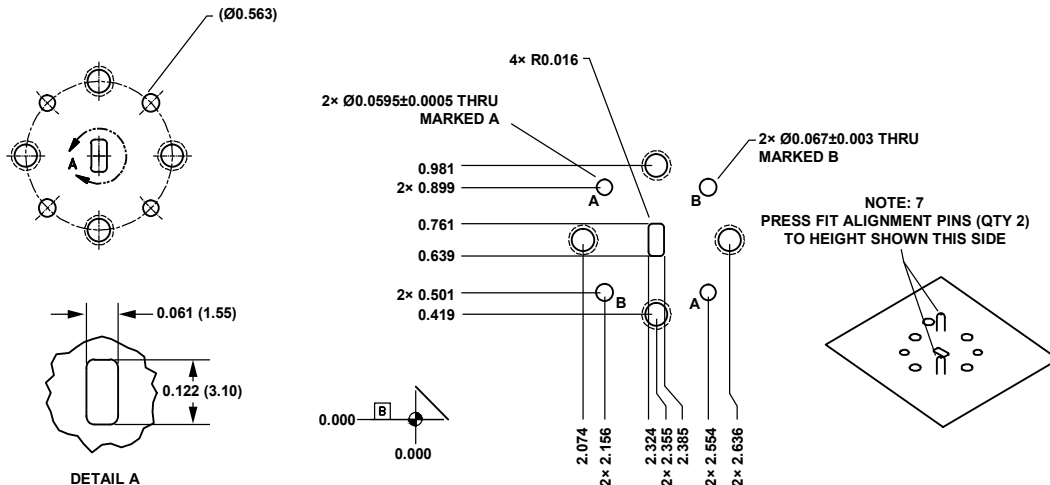 (Ø0.563)
A
0.061 (1.55)
0.122 (3.10)
DETAIL A
4× R0.016
2× Ø0.0595±0.0005 THRU
MARKED A
2× Ø0.067±0.003 THRU
MARKED B
0.981
2× 0.899
0.761
0.639
2× 0.501
0.419
A
B
B
A
0.000
B
0.000
2.074
2× 2.156
2.324
2× 2.355
2.385
2× 2.554
2× 2.636
NOTE: 7
PRESS FIT ALIGNMENT PINS (QTY 2)
TO HEIGHT SHOWN THIS SIDE